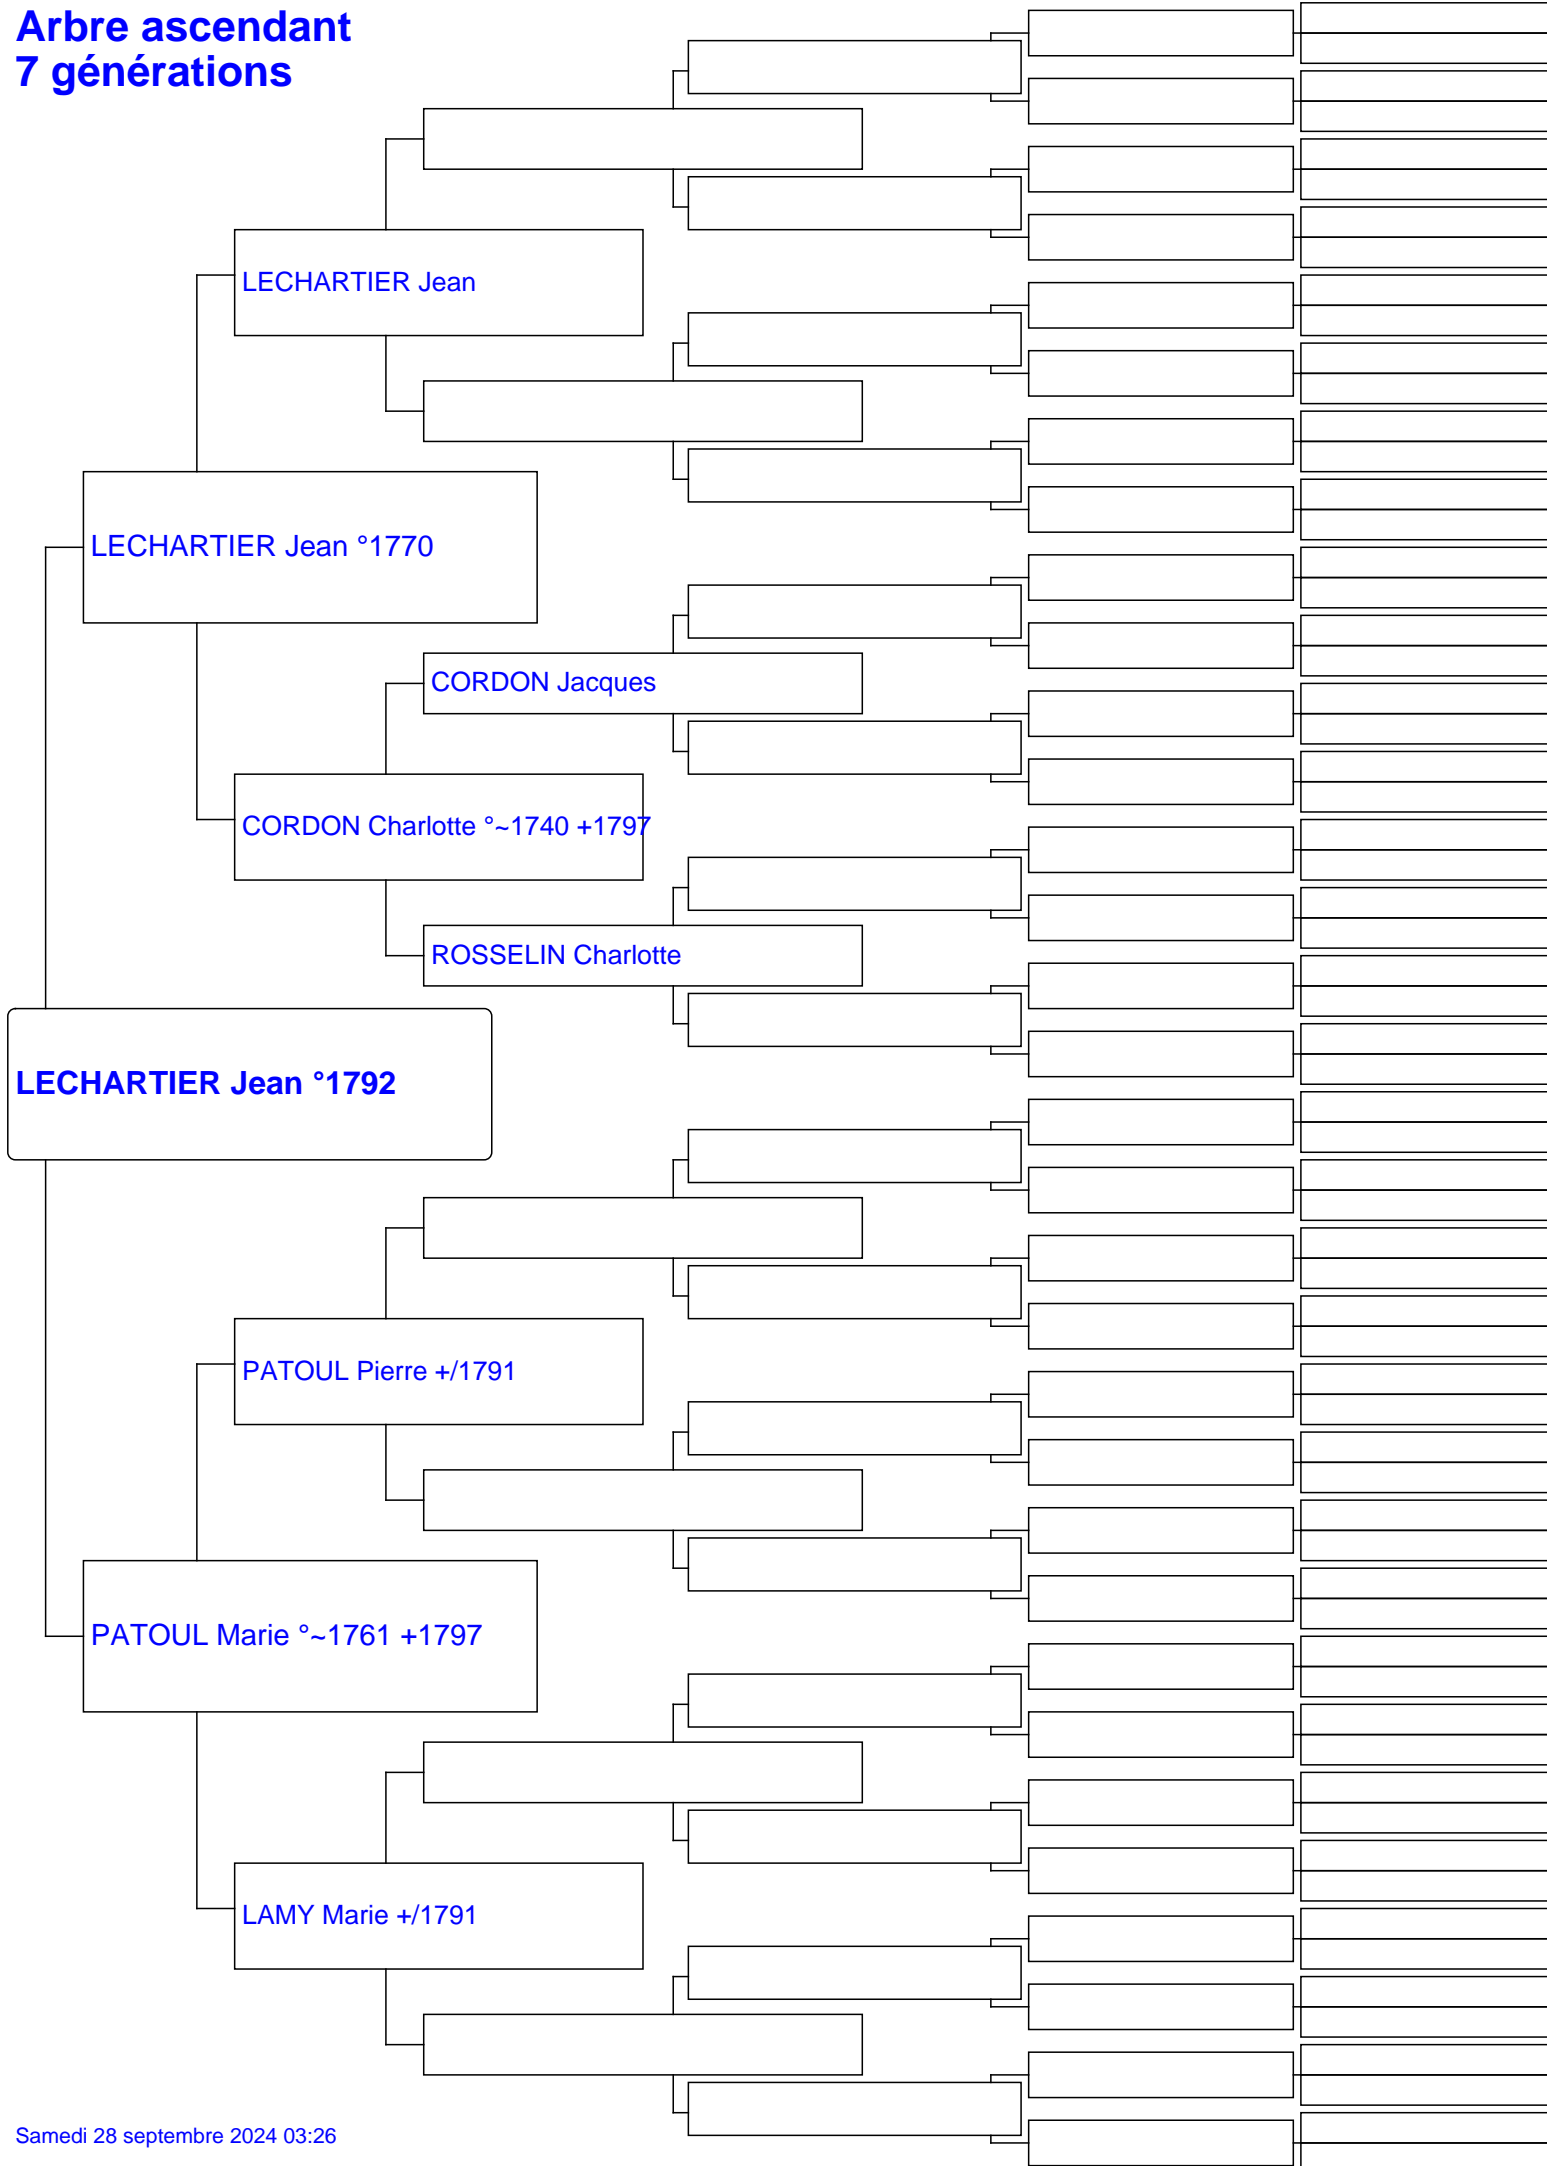 Arbre ascendant
7 générations
LECHARTIER Jean
LECHARTIER Jean °1770
CORDON Jacques
CORDON Charlotte °~1740 +1797
ROSSELIN Charlotte
LECHARTIER Jean °1792
PATOUL Pierre +/1791
PATOUL Marie °~1761 +1797
LAMY Marie +/1791
Samedi 28 septembre 2024 03:26